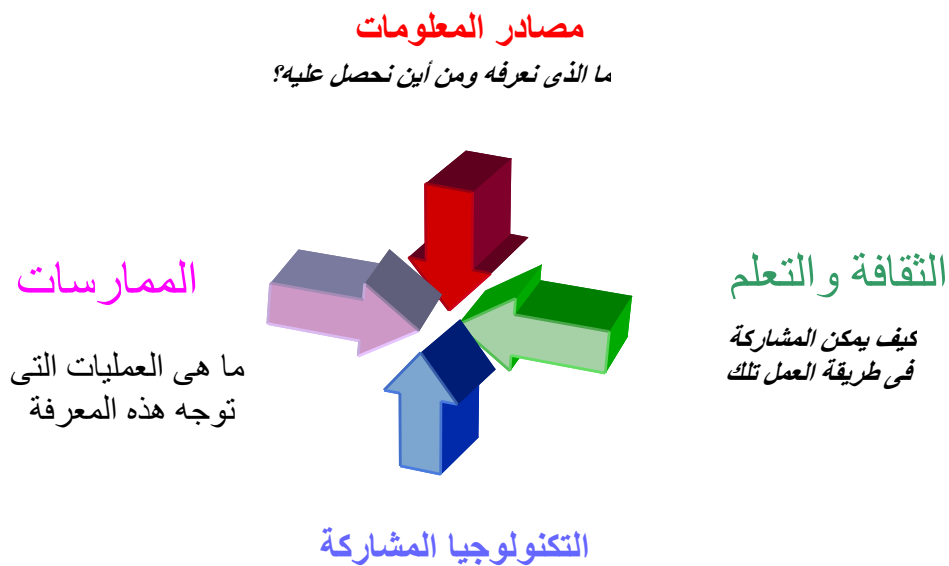 مصادر المعلومات
ما الذى نعرفه ومن أين نحصل عليه؟
الثقافة والتعلم
كيف يمكن المشاركة
فى طريقة العمل تلك
الممارسات
ما هى العمليات التى
توجه هذه المعرفة
التكنولوجيا المشاركة